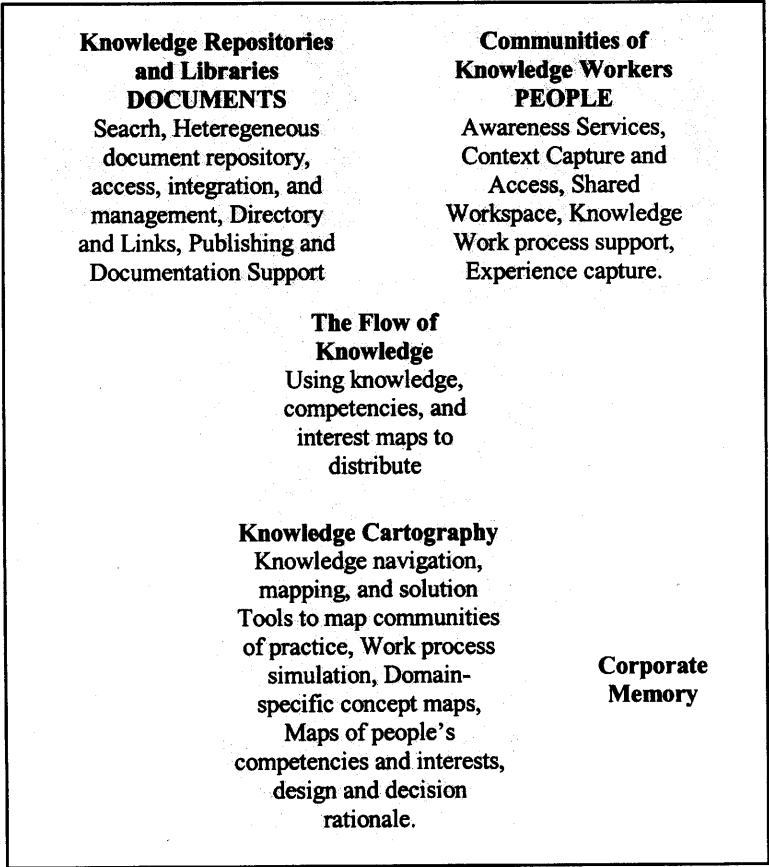 Knowledge Repositories
and Libraries
DOCUMENTS
Seacrh, Heteregeneous
document repository,
access, integration, and
management, Directory
and Links, Publishing and
Documentation Support
Communities of
Knowledge Workers
PEOPLE
Awareness Services,
Context Capture and
Access, Shared
Workspace, Knowledge
Work process support,
Experience capture.
The Flow of
Knowledge
Using knowledge,
competencies, and
interest maps to
distribute
Knowledge Cartography
Knowledge navigation,
mapping, and solution
Tools to map communities
of practice, Work process
simulation, Domain-
specific concept maps,
Maps of people's
competencies and interests,
design and decision
rationale.
Corporate
Memory